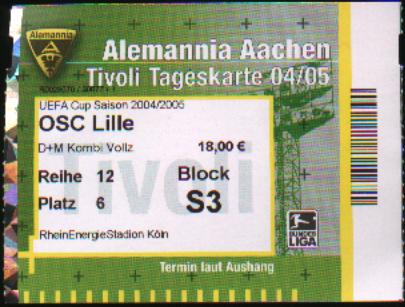 Alemannia
Alemannia Aachen
Tivoli Tageskarte 04/05
UEFA Cup Saison 2004/2005
OSC Lille
D+M Kombi Vollz 18,00 €
Reihe 12 Block
Platz 6 S3
Tivoli
RheinEnergieStadion Köln
BUNDES
LIGA
Termin laut Aushang